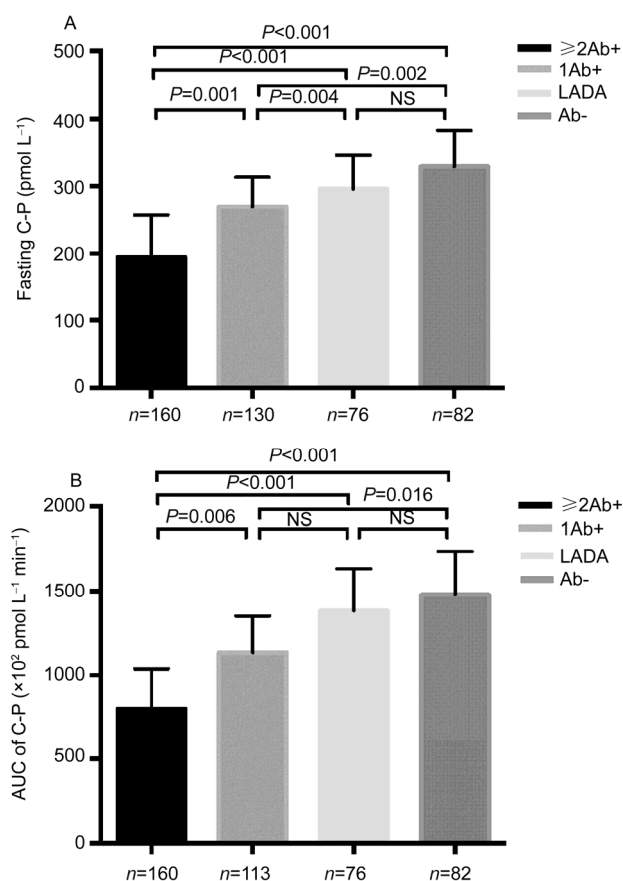 A
P<0.001
P<0.001
P=0.002
P=0.001
P=0.004
NS
≥2Ab+
1Ab+
LADA
Ab-
Fasting C-P (pmol L⁻¹)
500
400
300
200
100
0
n=160
n=130
n=76
n=82
B
P<0.001
P<0.001
P=0.016
P=0.006
NS
NS
≥2Ab+
1Ab+
LADA
Ab-
AUC of C-P (×10² pmol L⁻¹ min⁻¹)
2000
1500
1000
500
0
n=160
n=113
n=76
n=82